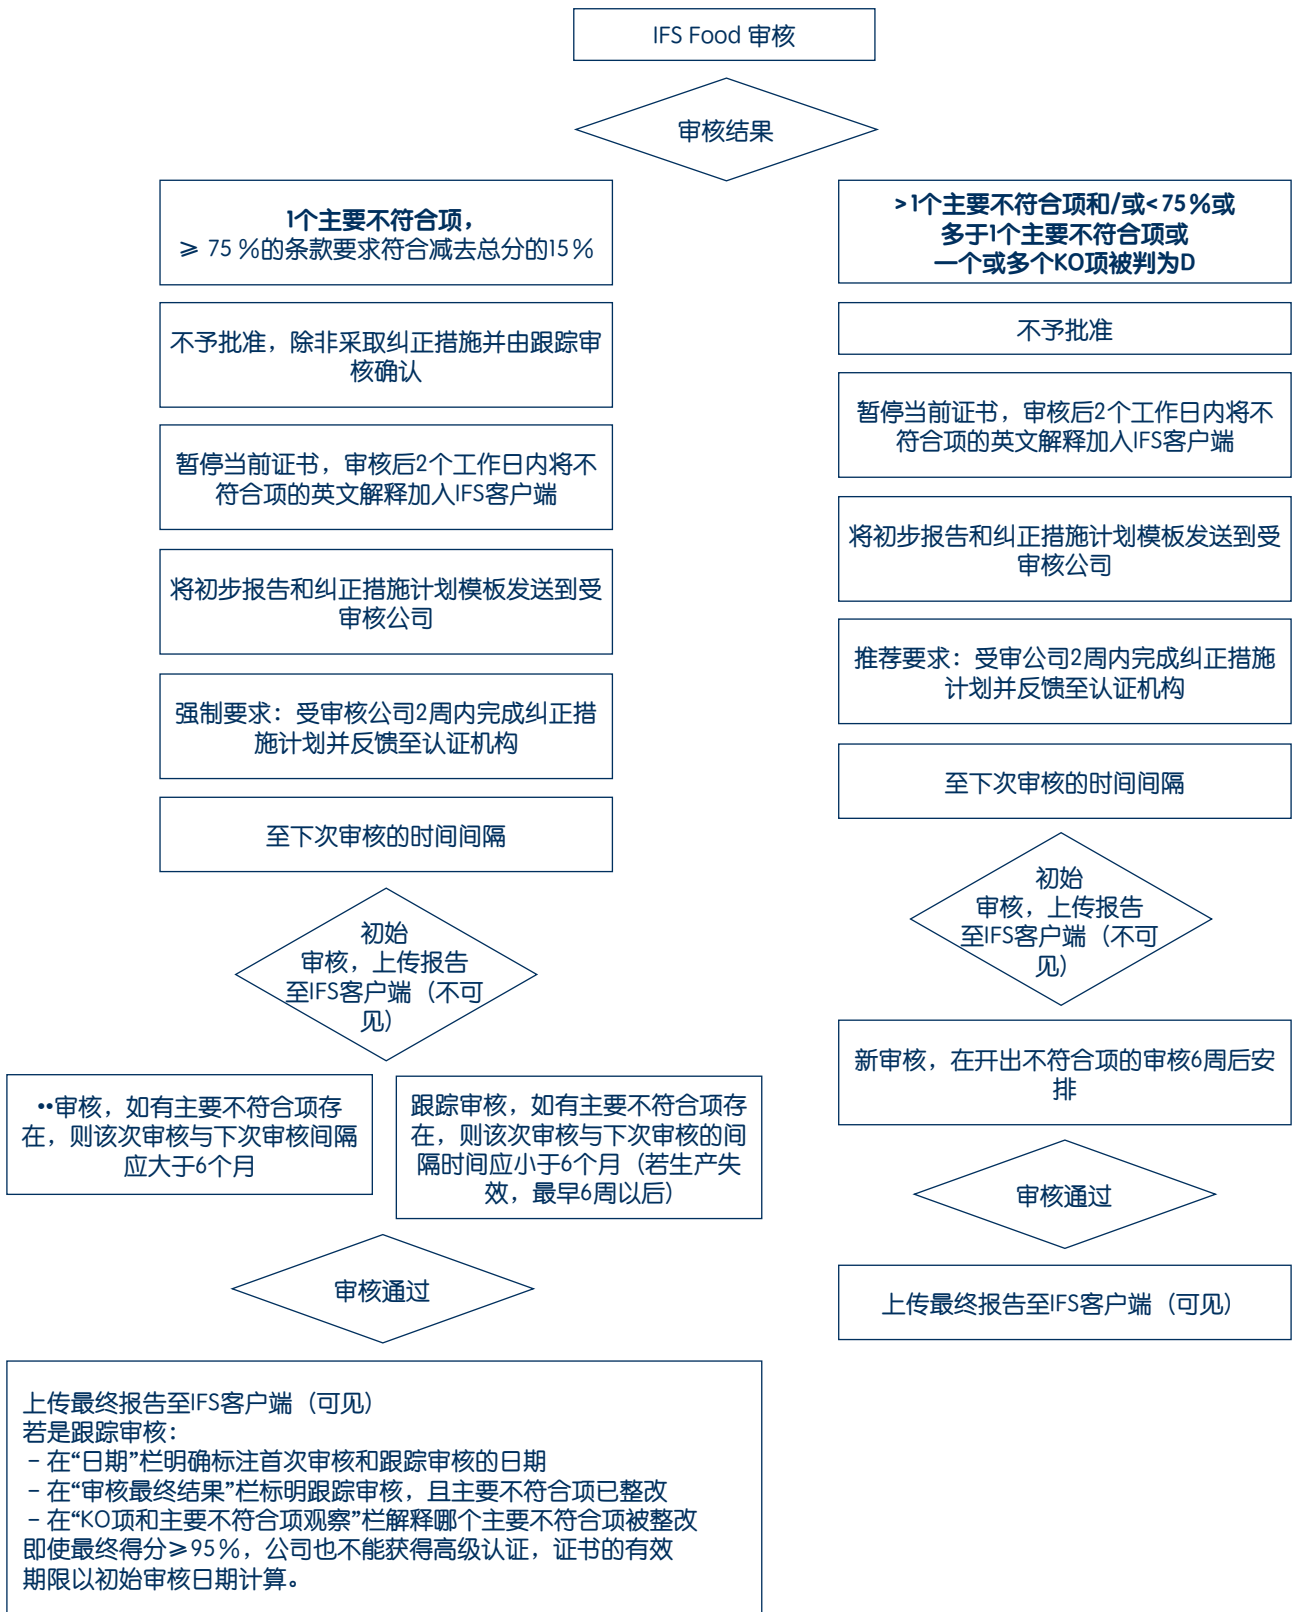 IFS Food 审核
审核结果
1个主要不符合项，
≥ 75 %的条款要求符合减去总分的15%
不予批准，除非采取纠正措施并由跟踪审
核确认
暂停当前证书，审核后2个工作日内将不
符合项的英文解释加入IFS客户端
将初步报告和纠正措施计划模板发送到受
审核公司
强制要求：受审核公司2周内完成纠正措
施计划并反馈至认证机构
至下次审核的时间间隔
初始
审核，上传报告
至IFS客户端（不可
见）
••审核，如有主要不符合项存
在，则该次审核与下次审核间隔
应大于6个月
跟踪审核，如有主要不符合项存
在，则该次审核与下次审核的间
隔时间应小于6个月（若生产失
效，最早6周以后）
审核通过
上传最终报告至IFS客户端（可见）
若是跟踪审核：
– 在“日期”栏明确标注首次审核和跟踪审核的日期
– 在“审核最终结果”栏标明跟踪审核，且主要不符合项已整改
– 在“KO项和主要不符合项观察”栏解释哪个主要不符合项被整改
即使最终得分≥95%，公司也不能获得高级认证，证书的有效
期限以初始审核日期计算。
>1个主要不符合项和/或<75%或
多于1个主要不符合项或
一个或多个KO项被判为D
不予批准
暂停当前证书，审核后2个工作日内将不
符合项的英文解释加入IFS客户端
将初步报告和纠正措施计划模板发送到受
审核公司
推荐要求：受审公司2周内完成纠正措施
计划并反馈至认证机构
至下次审核的时间间隔
初始
审核，上传报告
至IFS客户端（不可
见）
新审核，在开出不符合项的审核6周后安
排
审核通过
上传最终报告至IFS客户端（可见）